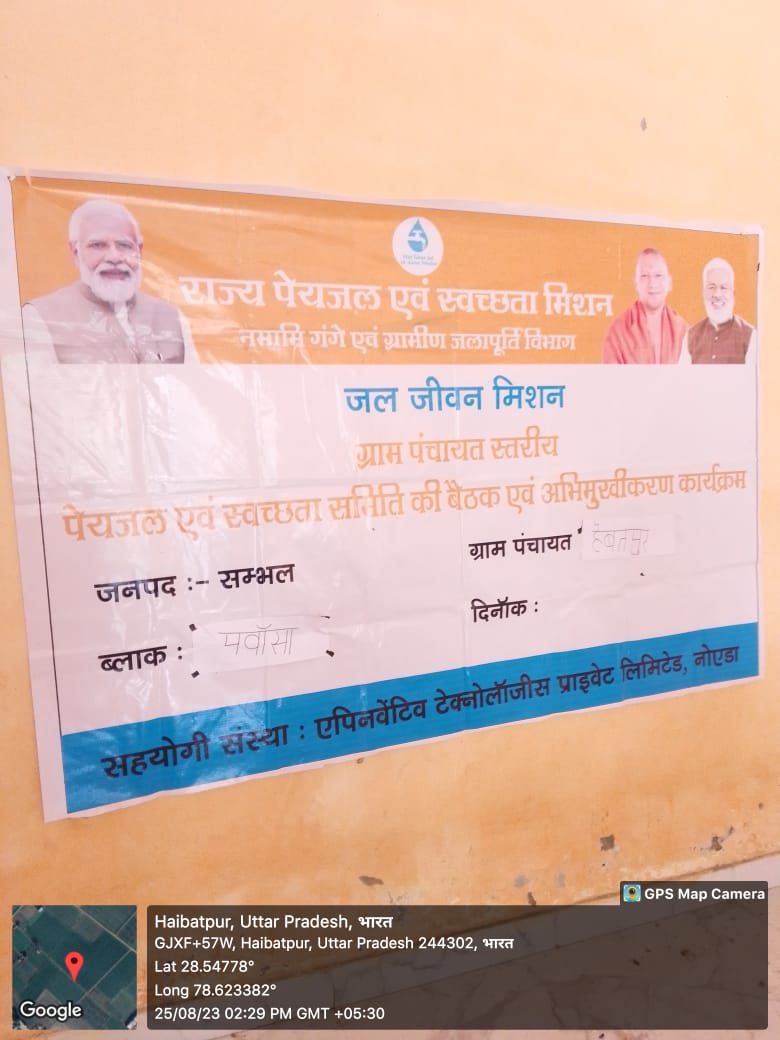 राज्य पेयजल एवं स्वच्छता मिशन
नमामि गंगे एवं ग्रामीण जलापूर्ति विभाग
जल जीवन मिशन
ग्राम पंचायत स्तरीय
पेयजल एवं स्वच्छता समिति की बैठक एवं अभिमुखीकरण कार्यक्रम
जनपद :- सम्भल
ग्राम पंचायत हैबतपुर
ब्लाक : पवॉसा
दिनॉक :
सहयोगी संस्था : एपिनवेंटिव टेक्नोलॉजीस प्राइवेट लिमिटेड, नोएडा
GPS Map Camera
Haibatpur, Uttar Pradesh, भारत
GJXF+57W, Haibatpur, Uttar Pradesh 244302, भारत
Lat 28.54778°
Long 78.623382°
25/08/23 02:29 PM GMT +05:30
Google